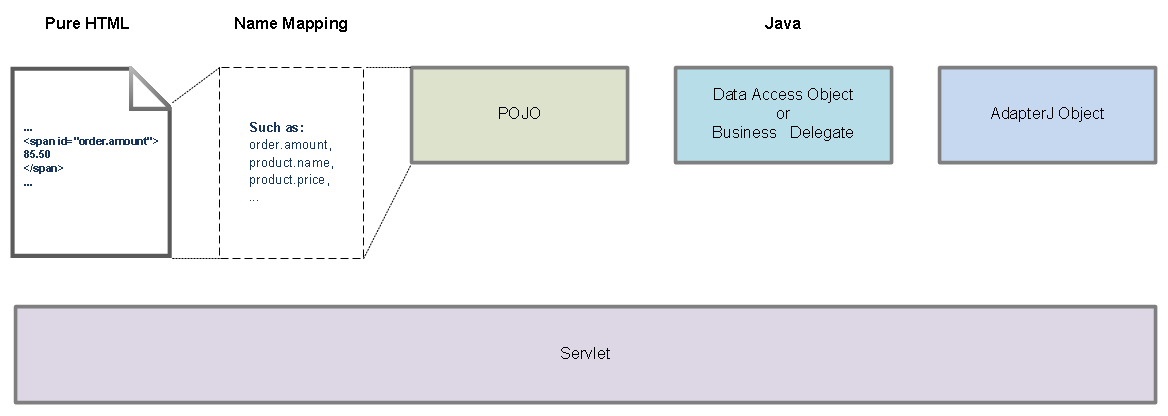 Pure HTML
Name Mapping
Java
...
<span id="order.amount">
85.50
</span>
...
Such as:
order.amount,
product.name,
product.price,
...
POJO
Data Access Object
or
Business Delegate
AdapterJ Object
Servlet